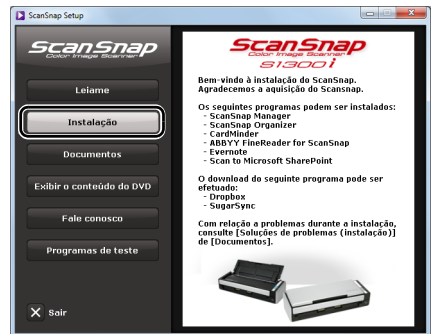 ScanSnap Setup
ScanSnap
Color Image Scanner
Leiame
Instalação
Documentos
Exibir o conteúdo do DVD
Fale conosco
Programas de teste
Sair
ScanSnap
Color Image Scanner
S1300i
Bem-vindo à instalação do ScanSnap.
Agradecemos a aquisição do Scansnap.
Os seguintes programas podem ser instalados:
- ScanSnap Manager
- ScanSnap Organizer
- CardMinder
- ABBYY FineReader for ScanSnap
- Evernote
- Scan to Microsoft SharePoint
O download do seguinte programa pode ser
efetuado:
- Dropbox
- SugarSync
Com relação a problemas durante a instalação,
consulte [Soluções de problemas (instalação)]
de [Documentos].